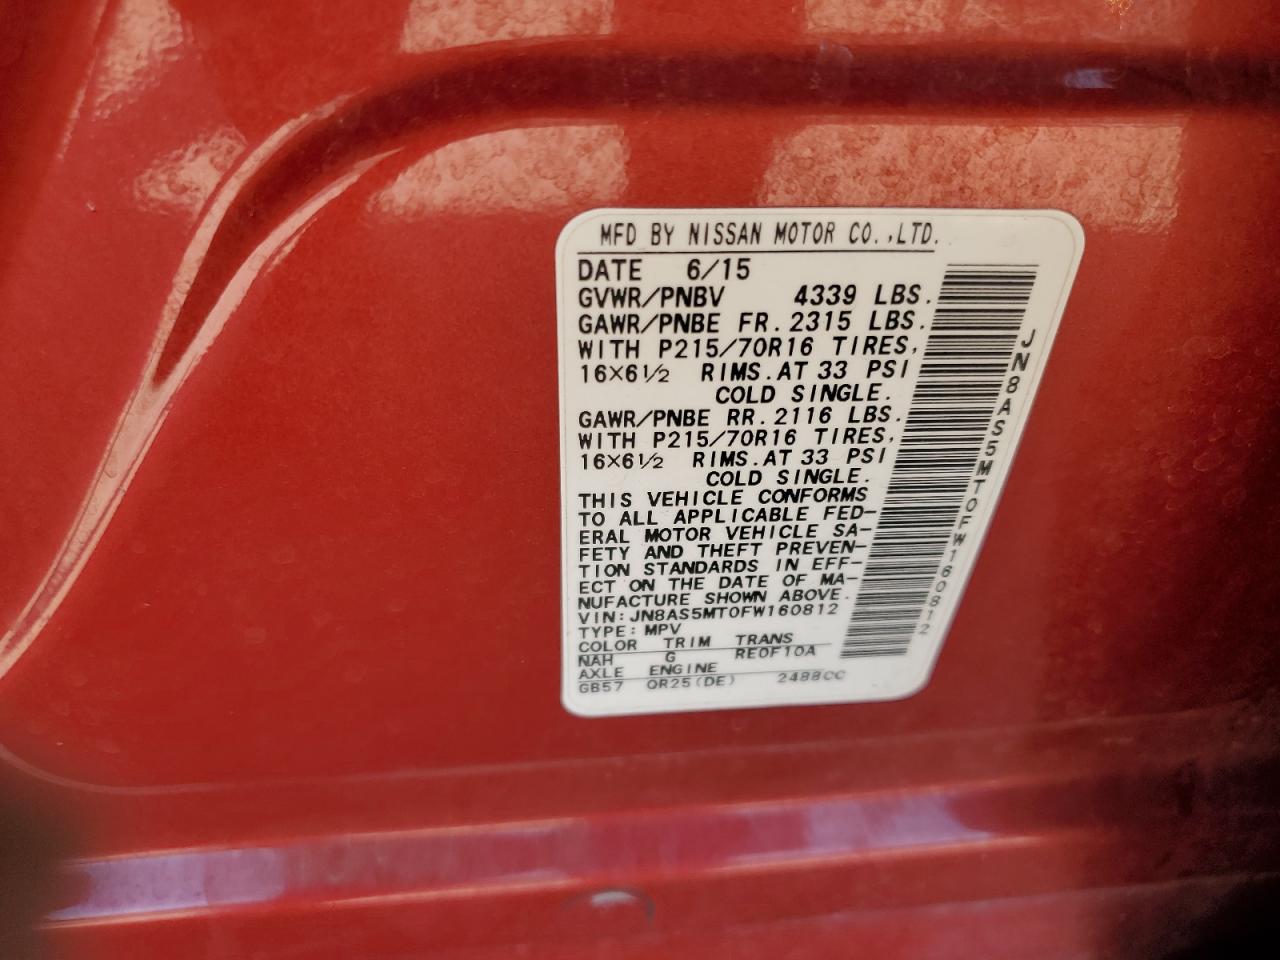 MFD BY NISSAN MOTOR CO.,LTD.
DATE 6/15
GVWR/PNBV 4339 LBS.
GAWR/PNBE FR. 2315 LBS.
WITH P215/70R16 TIRES,
16×6½ RIMS. AT 33 PSI
COLD SINGLE.
GAWR/PNBE RR. 2116 LBS.
WITH P215/70R16 TIRES,
16×6½ RIMS. AT 33 PSI
COLD SINGLE.
THIS VEHICLE CONFORMS
TO ALL APPLICABLE FED-
ERAL MOTOR VEHICLE SA-
FETY AND THEFT PREVEN-
TION STANDARDS IN EFF-
ECT ON THE DATE OF MA-
NUFACTURE SHOWN ABOVE.
VIN: JN8AS5MT0FW160812
TYPE: MPV
COLOR TRIM TRANS
NAH G RE0F10A
AXLE ENGINE
GB57 QR25(DE) 2488CC
JN8AS5MT0FW160812